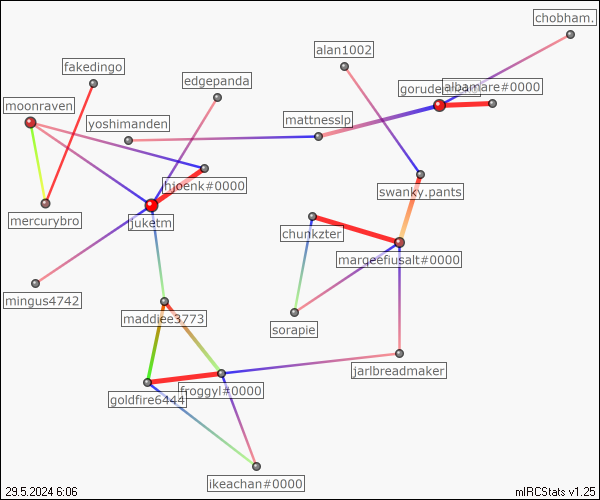 chobham.
alan1002
fakedingo
edgepanda
albamare#0000
moonraven
yoshimanden
mattnesslp
hjoenk#0000
swanky.pants
mercurybro
juketm
chunkzter
margeefiusalt#0000
mingus4742
maddiee3773
sorapie
jarlbreadmaker
froggyl#0000
goldfire6444
ikeachan#0000
29.5.2024 6:06
mIRCStats v1.25